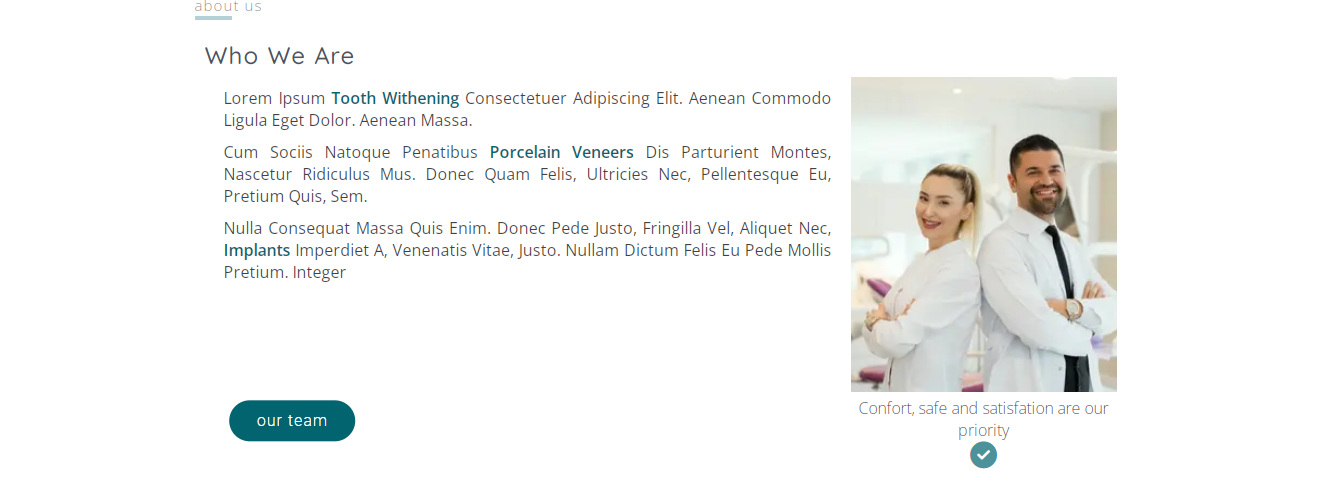 about us
Who We Are
Lorem Ipsum Tooth Withening Consectetuer Adipiscing Elit. Aenean Commodo
Ligula Eget Dolor. Aenean Massa.
Cum Sociis Natoque Penatibus Porcelain Veneers Dis Parturient Montes,
Nascetur Ridiculus Mus. Donec Quam Felis, Ultricies Nec, Pellentesque Eu,
Pretium Quis, Sem.
Nulla Consequat Massa Quis Enim. Donec Pede Justo, Fringilla Vel, Aliquet Nec,
Implants Imperdiet A, Venenatis Vitae, Justo. Nullam Dictum Felis Eu Pede Mollis
Pretium. Integer
our team
Confort, safe and satisfation are our
priority